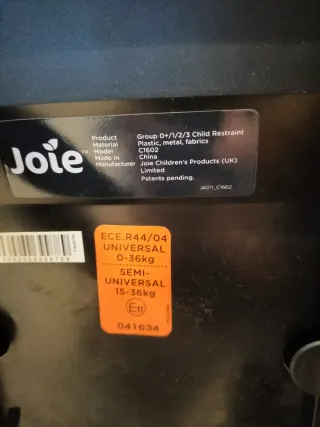 Joie™
Product Group 0+/1/2/3 Child Restraint
Material Plastic, metal, fabrics
Model C1602
Made in China
Manufacturer Joie Children's Products (UK)
Limited
Patents pending.
ECE.R44/04
UNIVERSAL
0-36kg
SEMI-
UNIVERSAL
15-36kg
E11
041634